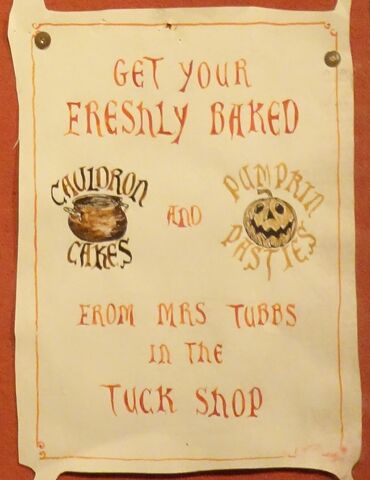 GET YOUR
FRESHLY BAKED
CAULDRON
CAKES
AND
PUMPKIN
PASTIES
FROM MRS TUBBS
IN THE
TUCK SHOP